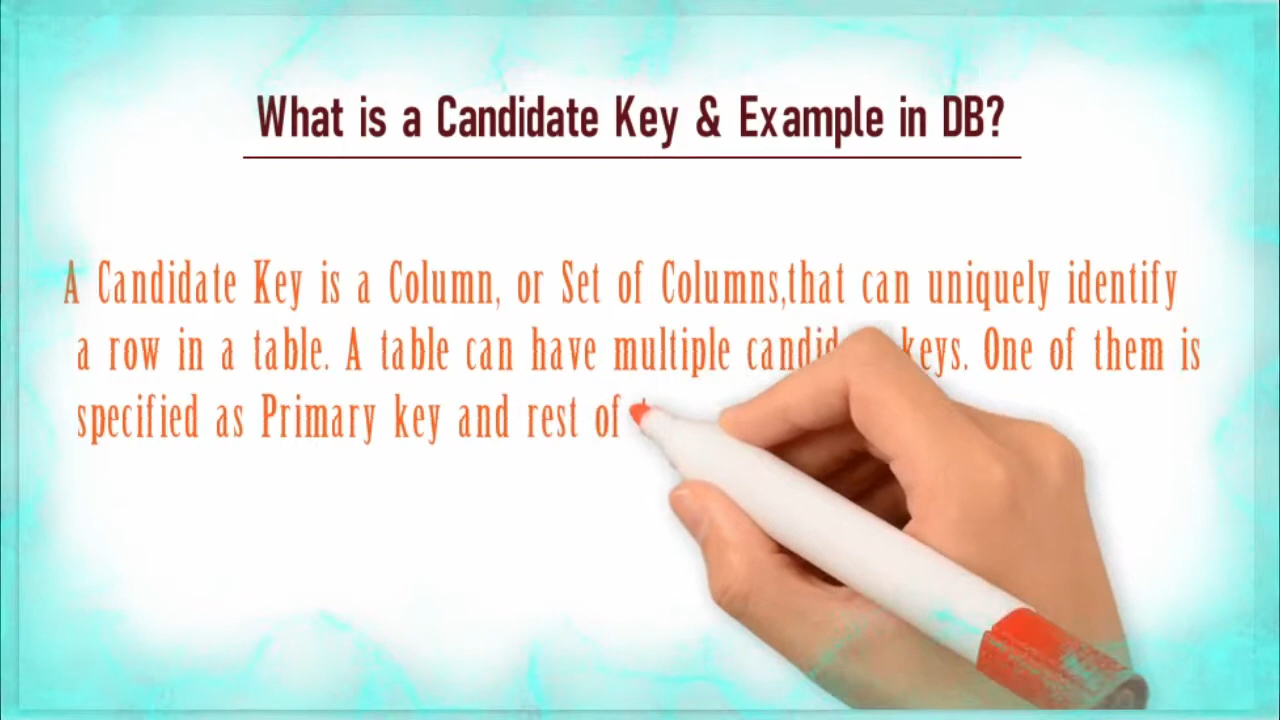 What is a Candidate Key & Example in DB?
A Candidate Key is a Column, or Set of Columns,that can uniquely identify
a row in a table. A table can have multiple keys. One of them is
specified as Primary key and rest of